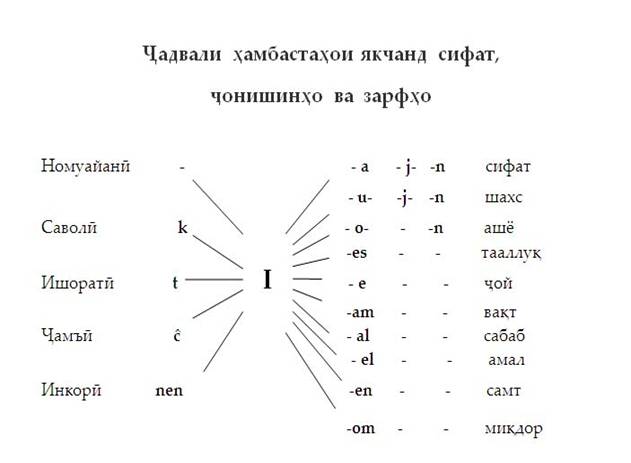 Ҷадвали ҳамбастаҳои якчанд сифат,
ҷонишинҳо ва зарфҳо
Номуайанӣ - - a - j- -n сифат
- u- -j- -n шахс
Саволӣ k - o- - -n ашё
-es - - тааллуқ
Ишоратӣ t I - e - - ҷой
-am - - вақт
Ҷамъӣ ĉ - al - - сабаб
- el - - амал
Инкорӣ nen -en - - самт
-om - - миқдор